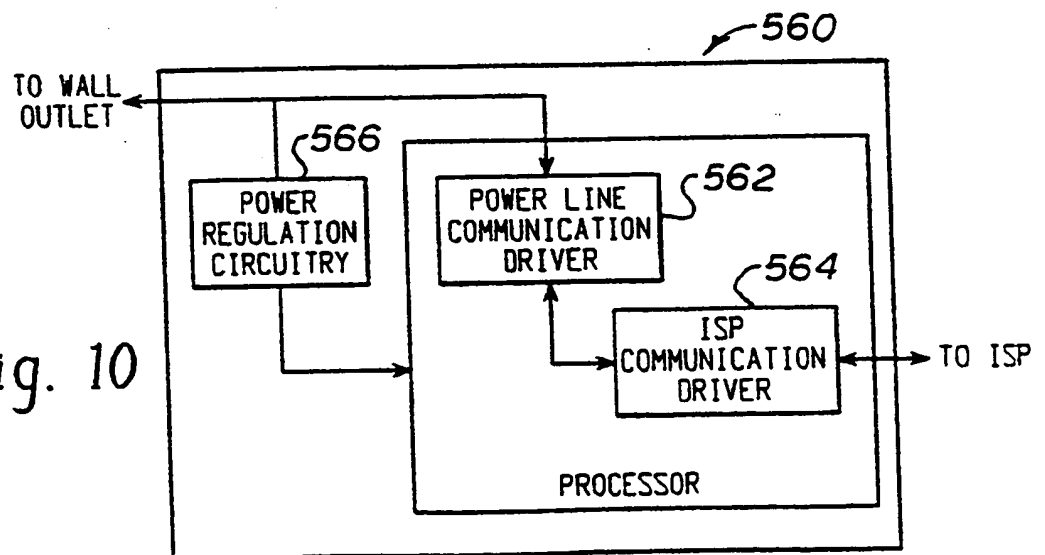 560
TO WALL
OUTLET
566
POWER
REGULATION
CIRCUITRY
562
POWER LINE
COMMUNICATION
DRIVER
564
ISP
COMMUNICATION
DRIVER
TO ISP
ig. 10
PROCESSOR